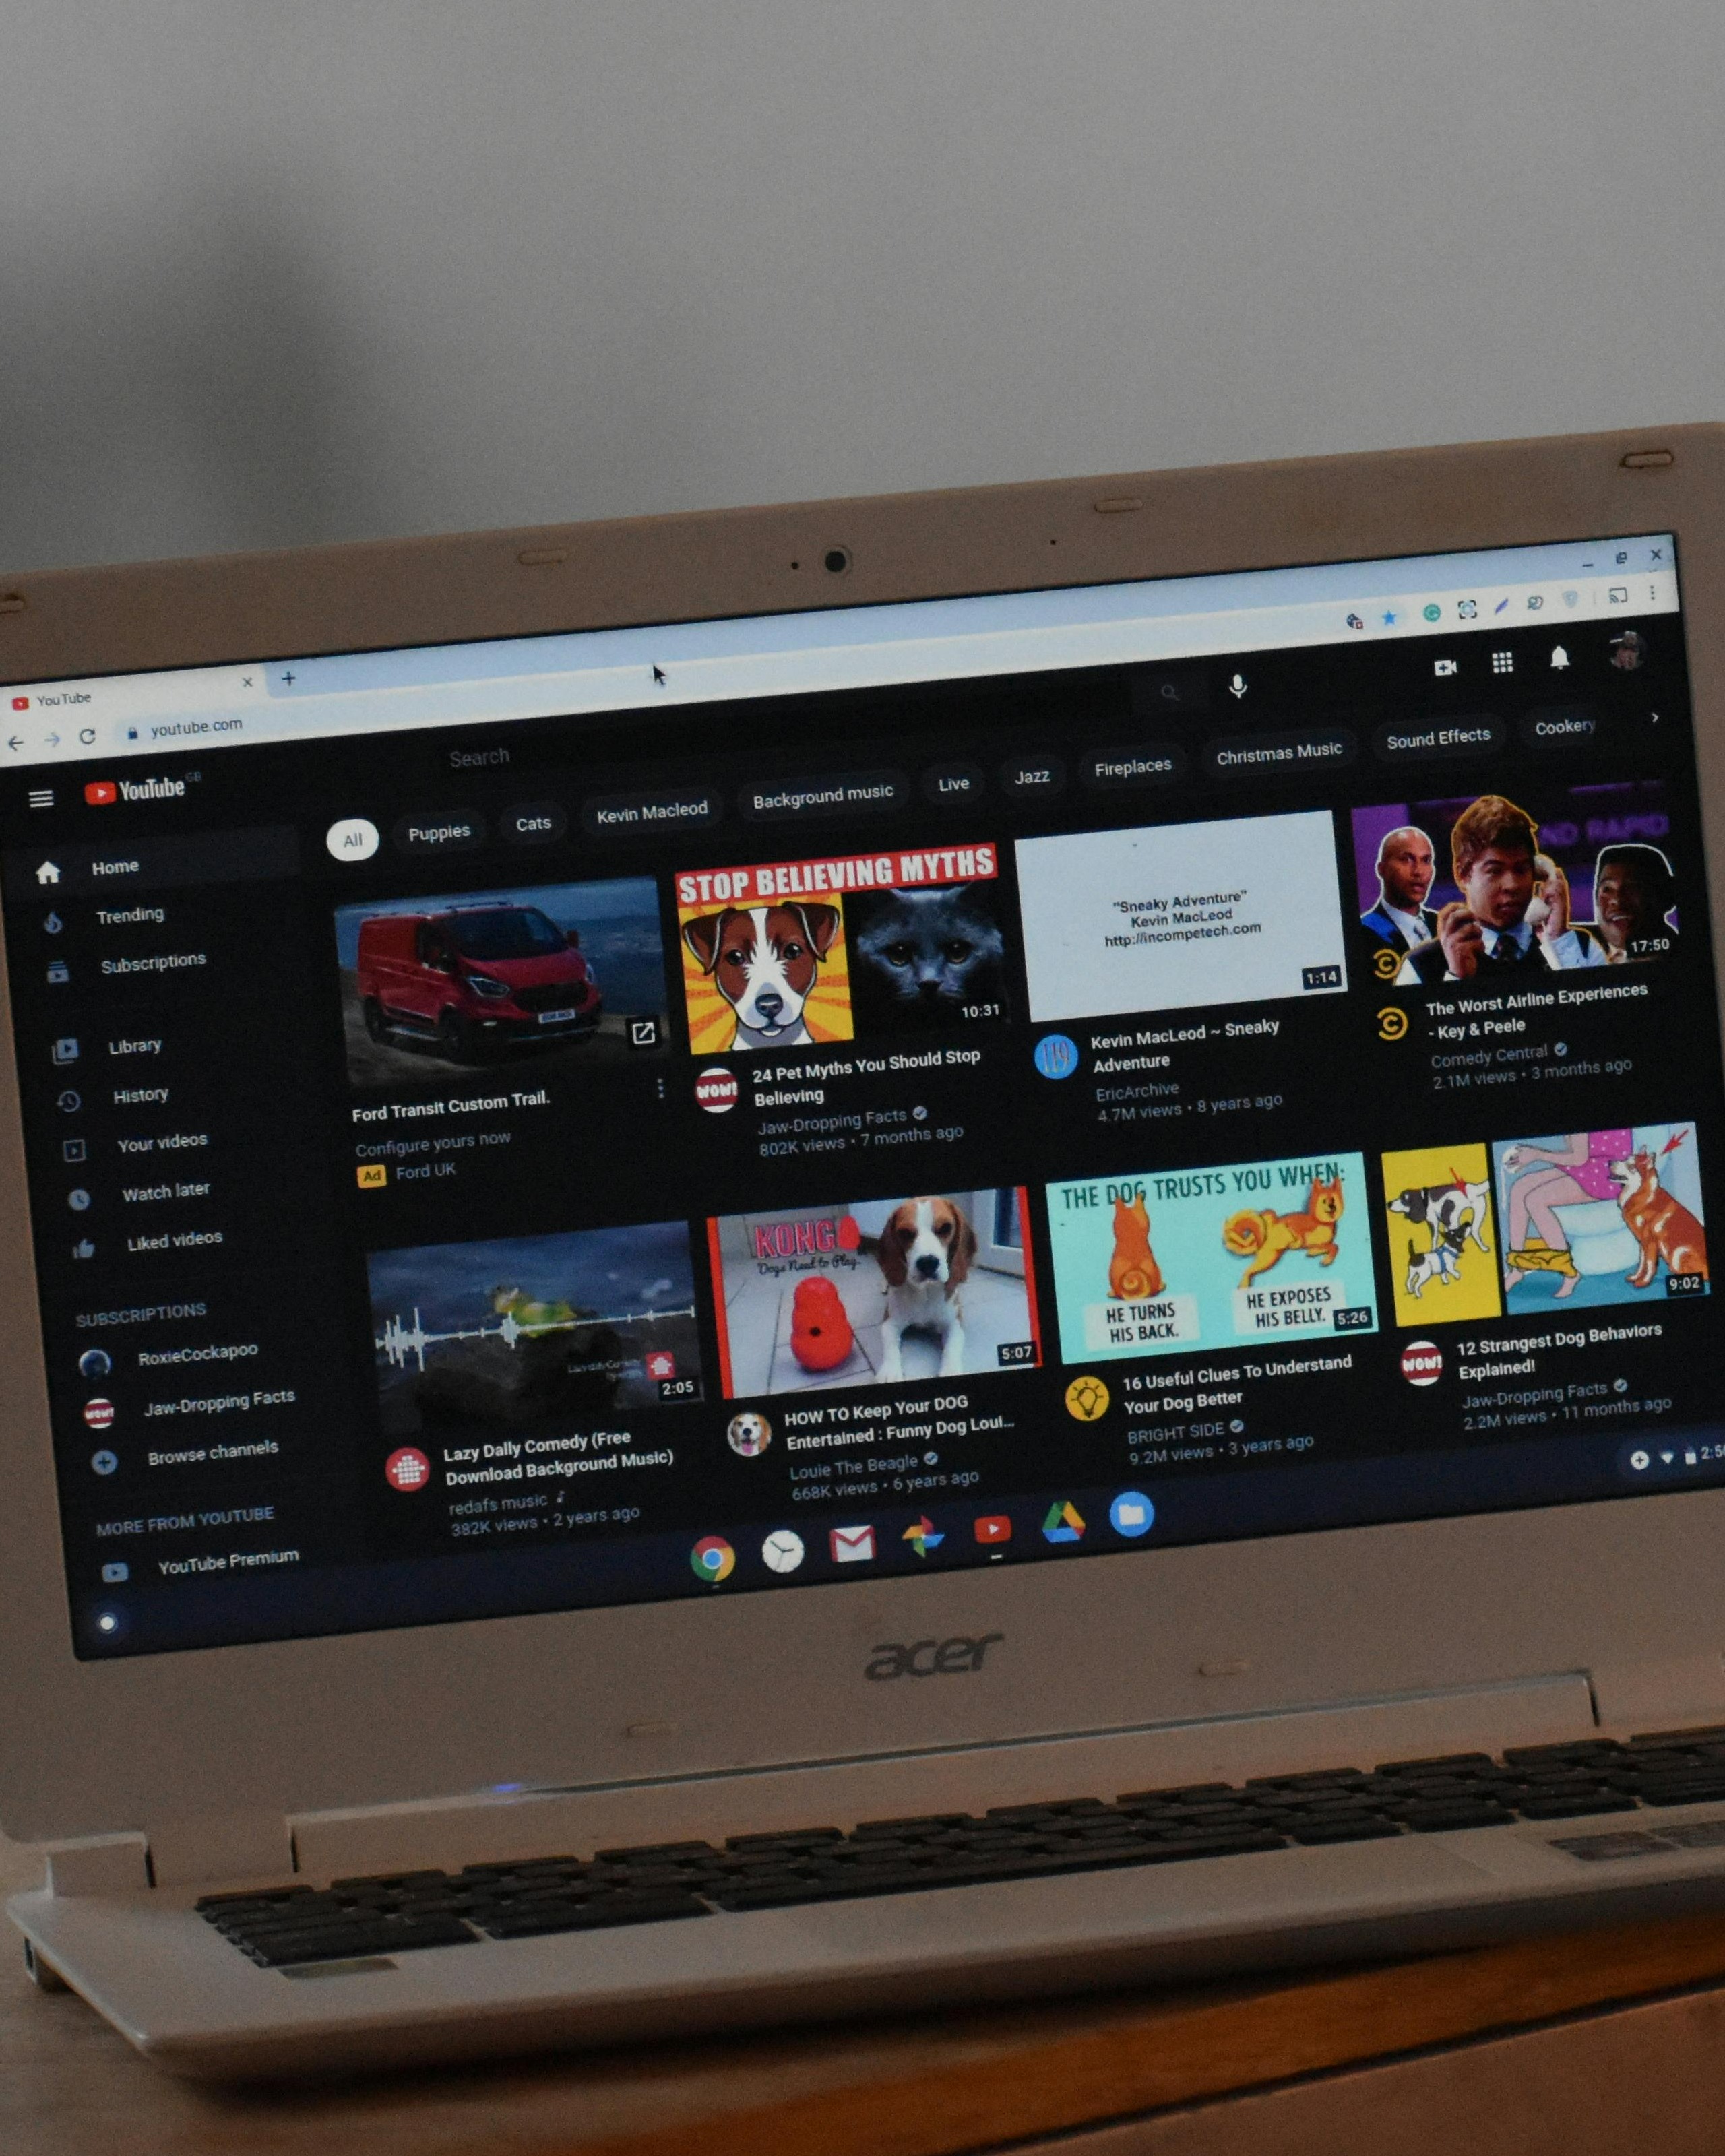 YouTube
youtube.com
YouTube GB
Search
All
Puppies
Cats
Kevin Macleod
Background music
Live
Jazz
Fireplaces
Christmas Music
Sound Effects
Cookery
Home
Trending
Subscriptions
Library
History
Your videos
Watch later
Liked videos
SUBSCRIPTIONS
RoxieCockapoo
WOW!
Jaw-Dropping Facts
Browse channels
MORE FROM YOUTUBE
YouTube Premium
Ford Transit Custom Trail.
Configure yours now
Ad Ford UK
STOP BELIEVING MYTHS
10:31
WOW!
24 Pet Myths You Should Stop
Believing
Jaw-Dropping Facts
802K views • 7 months ago
"Sneaky Adventure"
Kevin MacLeod
http://incompetech.com
1:14
Kevin MacLeod ~ Sneaky
Adventure
EricArchive
4.7M views • 8 years ago
17:50
The Worst Airline Experiences
- Key & Peele
Comedy Central
2.1M views • 3 months ago
2:05
Lazy Dally Comedy (Free
Download Background Music)
redafs music
382K views • 2 years ago
KONG
Dogs Need to Play.
5:07
HOW TO Keep Your DOG
Entertained : Funny Dog Loui...
Louie The Beagle
668K views • 6 years ago
THE DOG TRUSTS YOU WHEN:
HE TURNS
HIS BACK.
HE EXPOSES
HIS BELLY.
5:26
16 Useful Clues To Understand
Your Dog Better
BRIGHT SIDE
9.2M views • 3 years ago
9:02
WOW!
12 Strangest Dog Behaviors
Explained!
Jaw-Dropping Facts
2.2M views • 11 months ago
acer